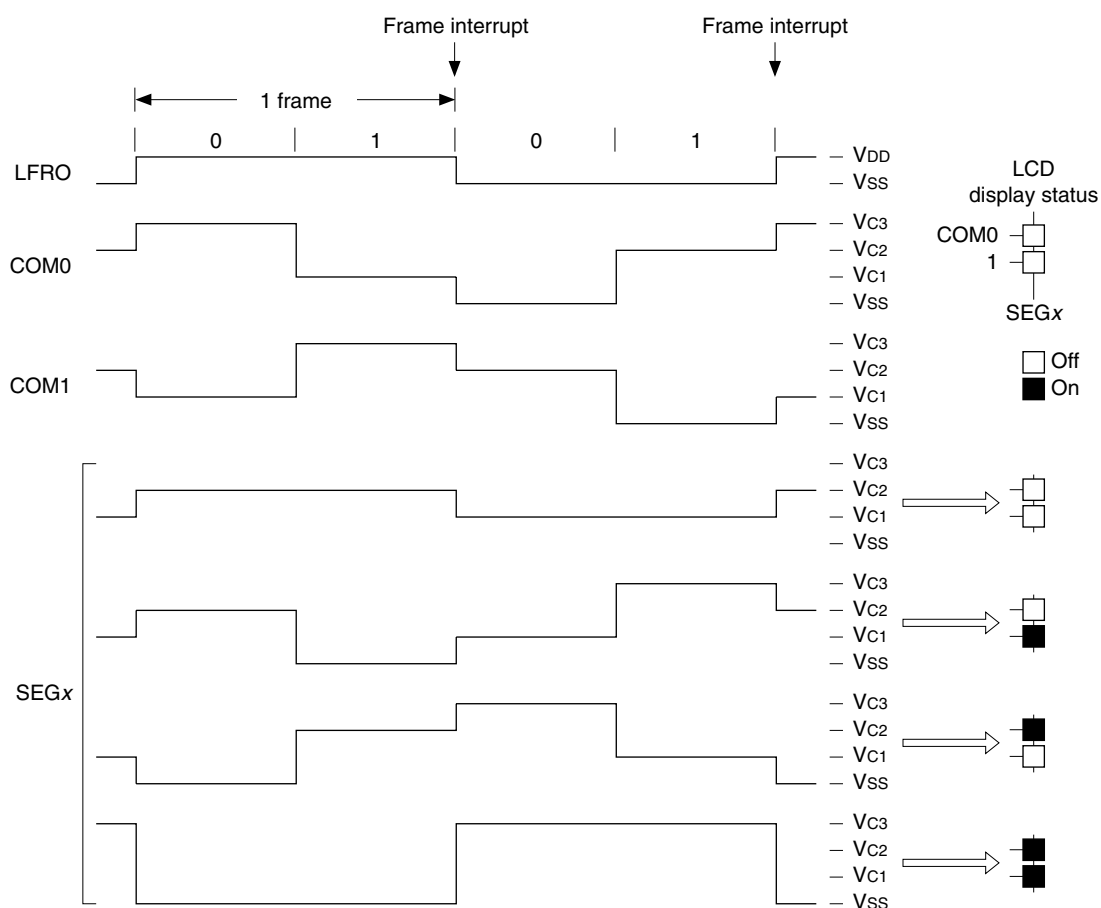 Frame interrupt Frame interrupt
1 frame
0 1 0 1
LFRO
VDD
VSS
LCD
display status
COM0
1
SEGx
Off
On
COM0
VC3
VC2
VC1
VSS
COM1
VC3
VC2
VC1
VSS
SEGx
VC3
VC2
VC1
VSS
VC3
VC2
VC1
VSS
VC3
VC2
VC1
VSS
VC3
VC2
VC1
VSS